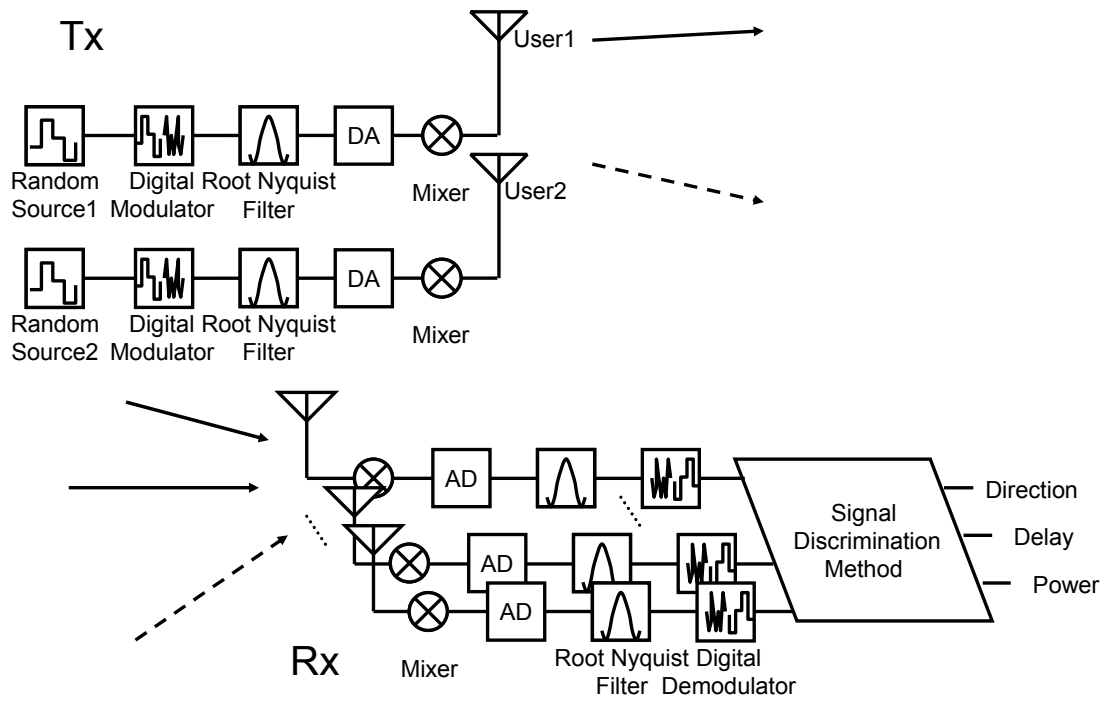 Tx
User1
DA
Random Digital Root Nyquist
Source1 Modulator Filter
Mixer
User2
DA
Random Digital Root Nyquist
Source2 Modulator Filter
Mixer
AD
Signal
Discrimination
Method
Direction
Delay
Power
AD
AD
Rx
Mixer
Root Nyquist Digital
Filter Demodulator